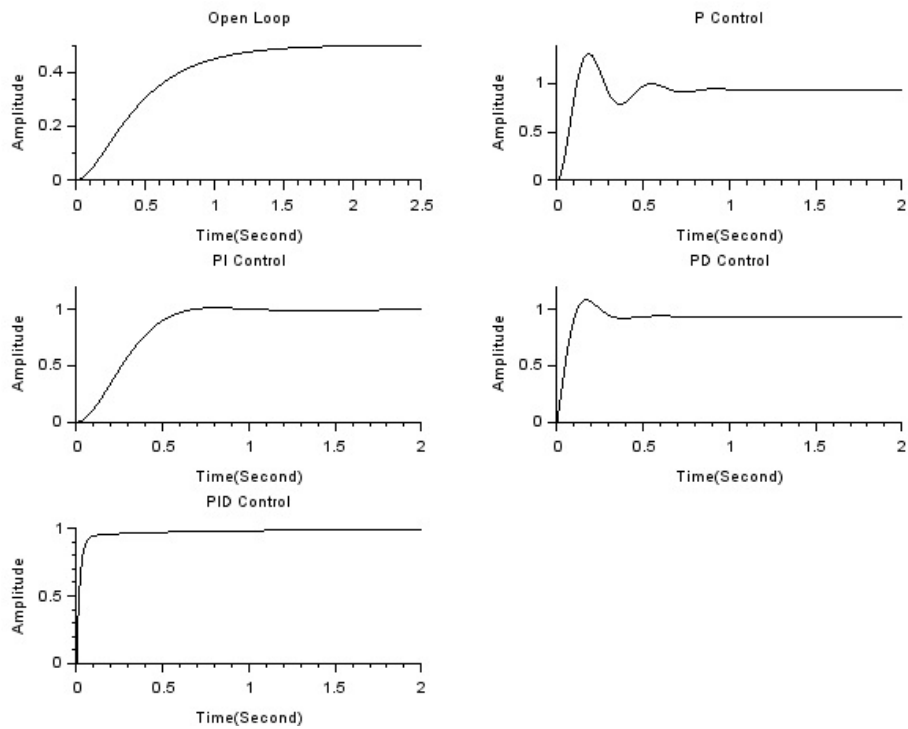 Open Loop
Amplitude
0.4
0.2
0
0 0.5 1 1.5 2 2.5
Time(Second)
P Control
Amplitude
1
0.5
0
0 0.5 1 1.5 2
Time(Second)
PI Control
Amplitude
1
0.5
0
0 0.5 1 1.5 2
Time(Second)
PD Control
Amplitude
1
0.5
0
0 0.5 1 1.5 2
Time(Second)
PID Control
Amplitude
1
0.5
0
0 0.5 1 1.5 2
Time(Second)